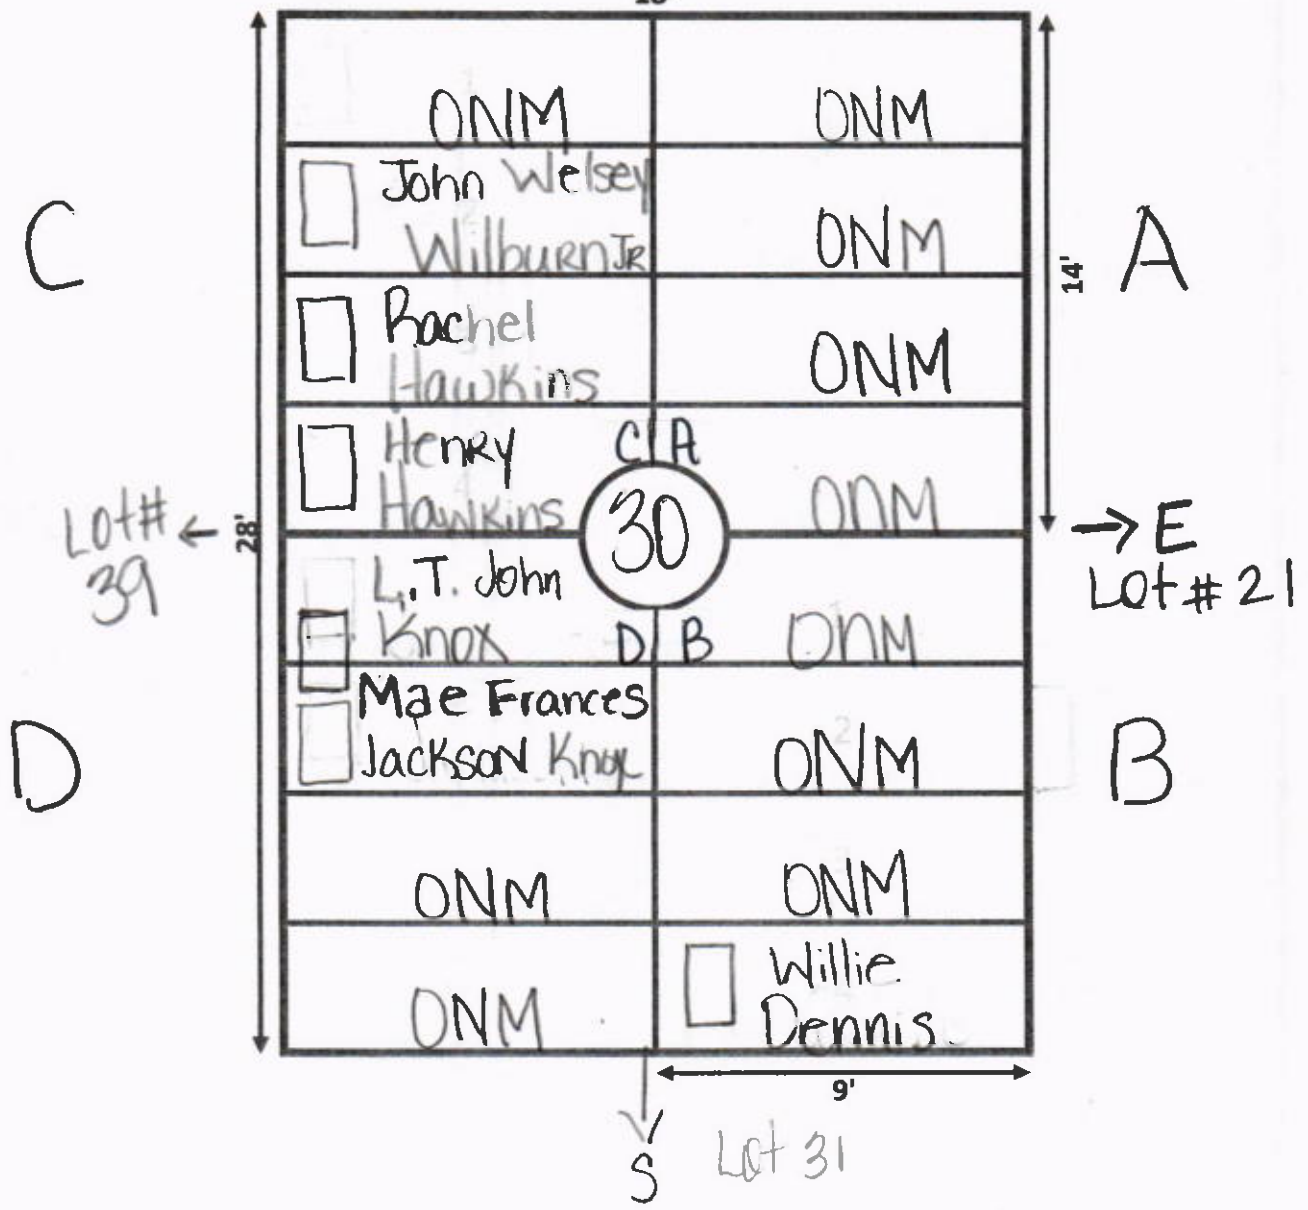 ONM ONM
John Welsey
Wilburn JR
ONM
C
A
14'
Rachel
Hawkins
ONM
Henry
Hawkins
C A
ONM
30
Lot#
39
28'
E
Lot # 21
L.T. John
Knox
D B
ONM
Mae Frances
Jackson Knox
ONM
D
B
ONM ONM
ONM
Willie
Dennis
9'
S
Lot 31